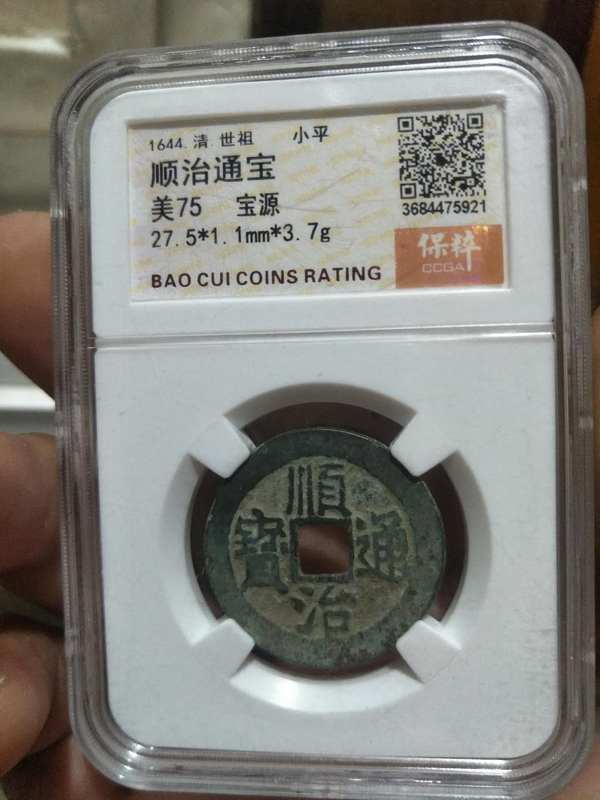 1644.清.世祖 小平
顺治通宝
美75 宝源
27.5*1.1mm*3.7g
BAO CUI COINS RATING
3684475921
保粹
CCGA
順
寶 通
治